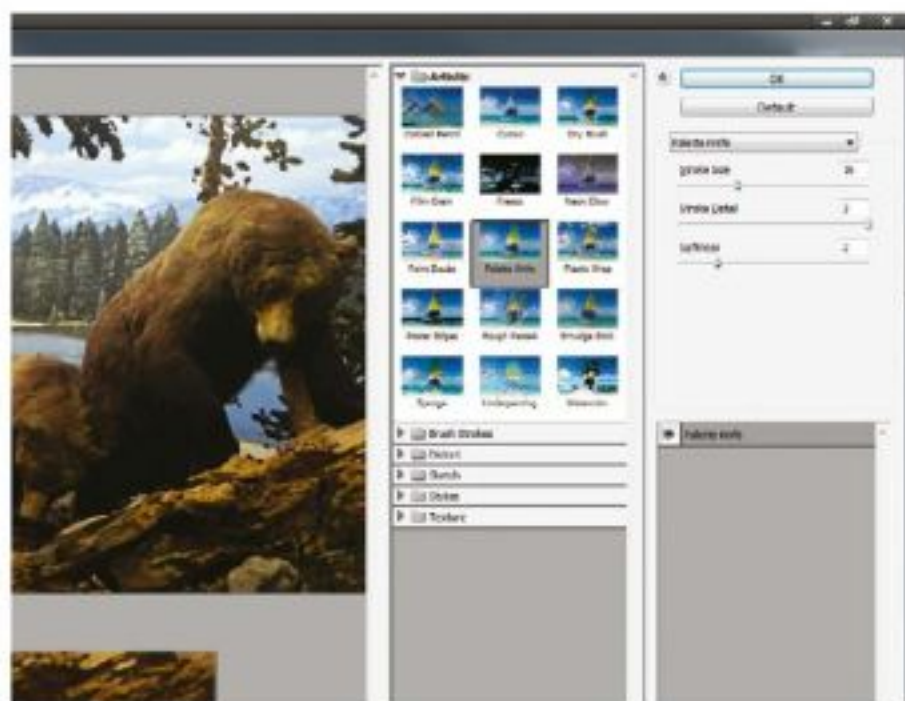 Artistic
Colored Pencil
Cutout
Dry Brush
Film Grain
Fresco
Neon Glow
Paint Daubs
Palette Knife
Plastic Wrap
Poster Edges
Rough Pastels
Smudge Stick
Sponge
Underpainting
Watercolor
Brush Strokes
Distort
Sketch
Stylize
Texture
OK
Default
Palette Knife
Stroke Size
Stroke Detail 3
Softness
Palette Knife